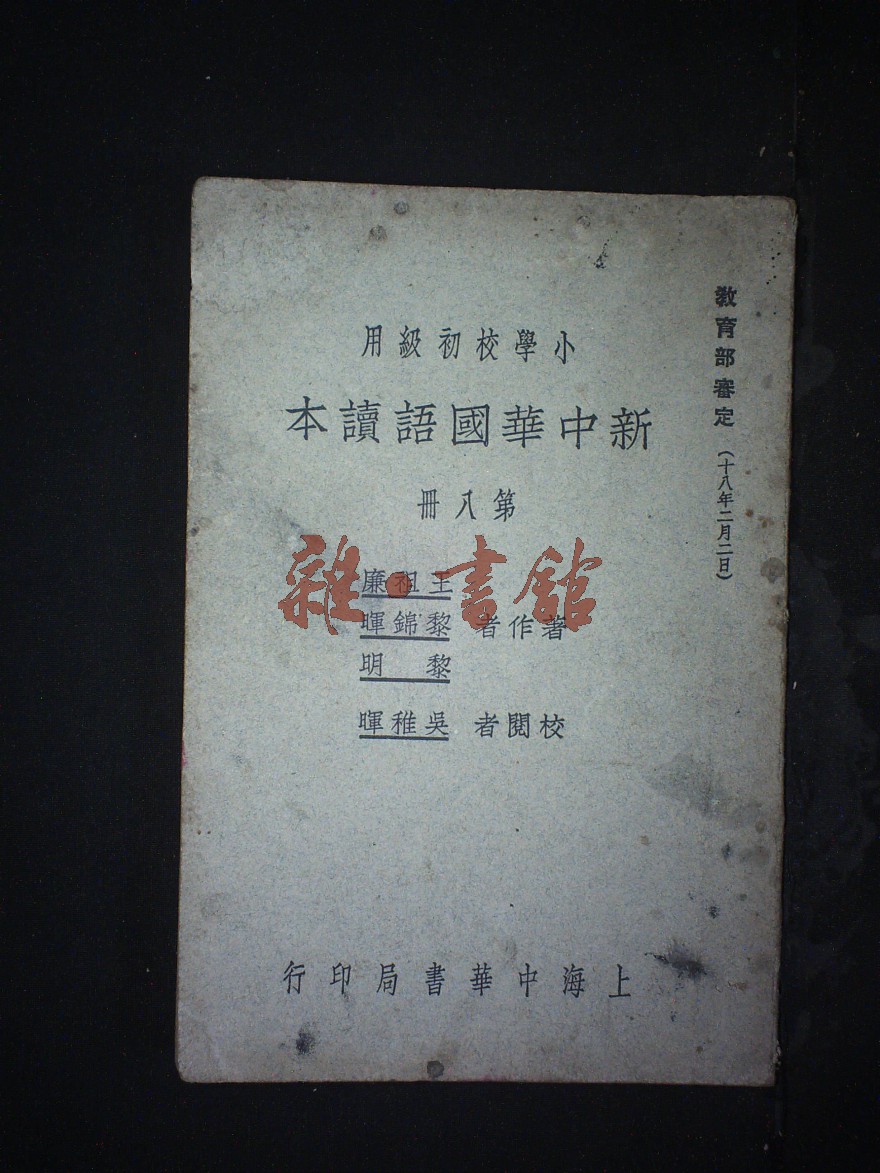 教育部審定（十八年二月二日）
小學校初級用
新中華國語讀本
第八冊
著作者 王祖廉
黎錦暉
黎明
校閱者 吳稚暉
上海中華書局印行
雜·書館